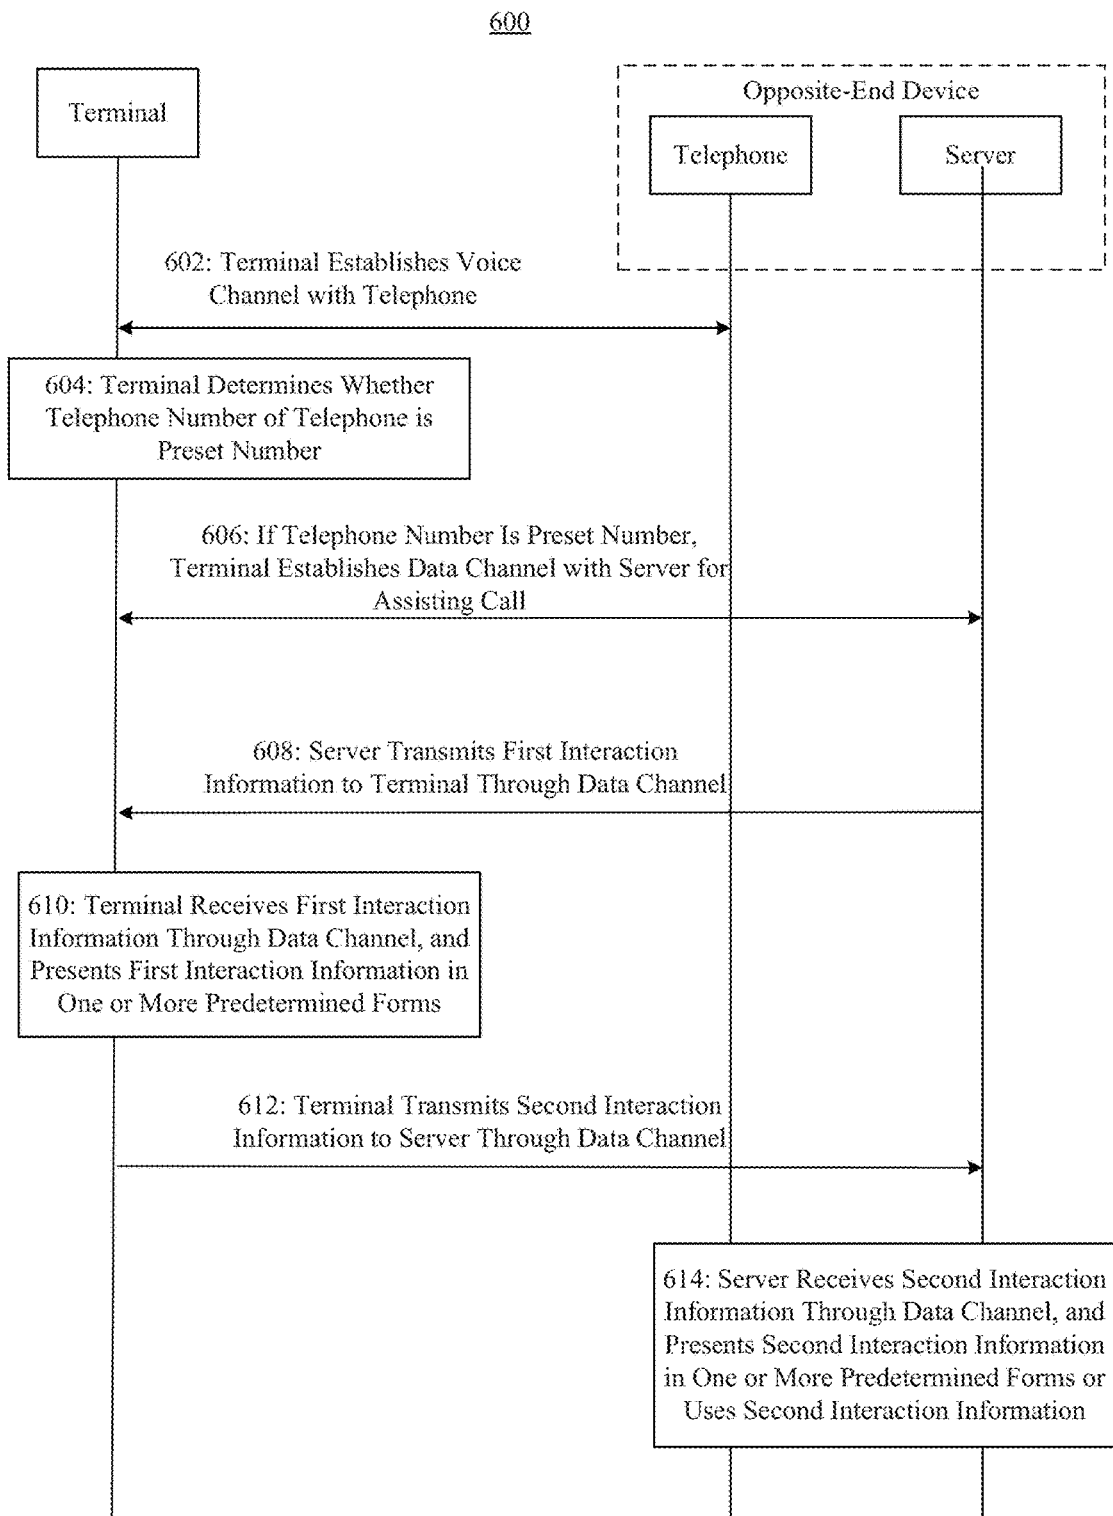 600
Terminal
Opposite-End Device
Telephone
Server
602: Terminal Establishes Voice
Channel with Telephone
604: Terminal Determines Whether
Telephone Number of Telephone is
Preset Number
606: If Telephone Number Is Preset Number,
Terminal Establishes Data Channel with Server for
Assisting Call
608: Server Transmits First Interaction
Information to Terminal Through Data Channel
610: Terminal Receives First Interaction
Information Through Data Channel, and
Presents First Interaction Information in
One or More Predetermined Forms
612: Terminal Transmits Second Interaction
Information to Server Through Data Channel
614: Server Receives Second Interaction
Information Through Data Channel, and
Presents Second Interaction Information
in One or More Predetermined Forms or
Uses Second Interaction Information